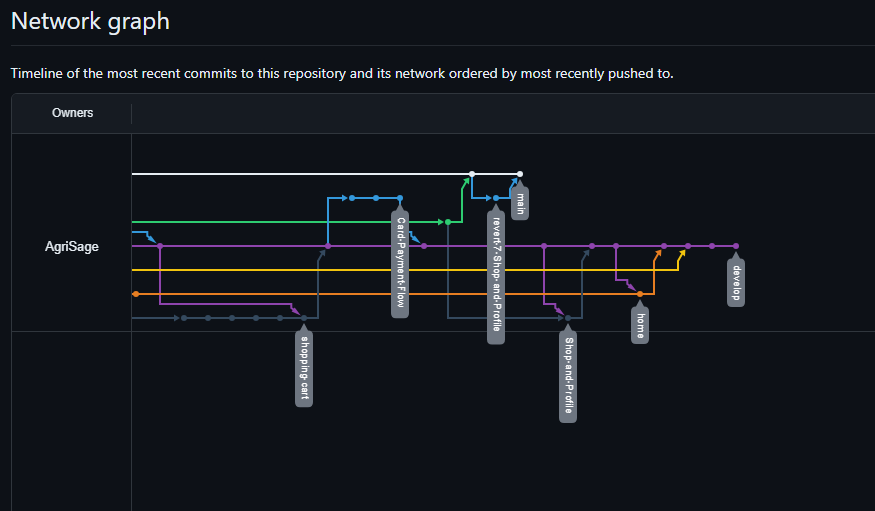 Network graph
Timeline of the most recent commits to this repository and its network ordered by most recently pushed to.
Owners
AgriSage
main
Card-Payment-Flow
revert-7-Shop-and-Profile
develop
home
shopping-cart
Shop-and-Profile